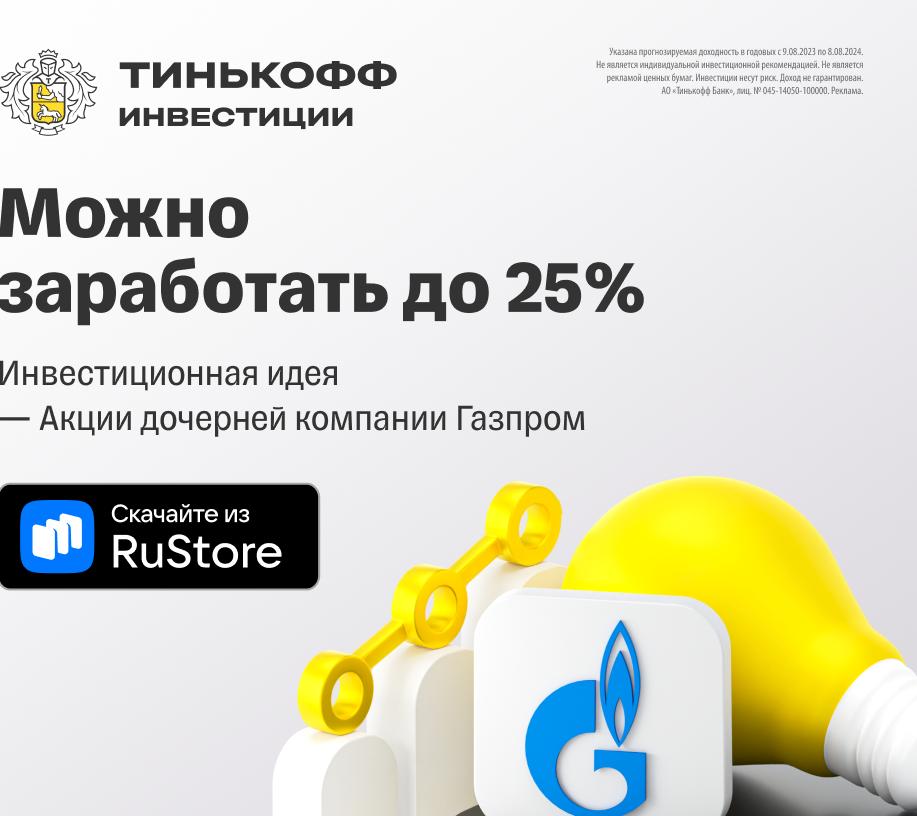 ТИНЬКОФФ
ИНВЕСТИЦИИ
Указана прогнозируемая доходность в годовых с 9.08.2023 по 8.08.2024.
Не является индивидуальной инвестиционной рекомендацией. Не является
рекламой ценных бумаг. Инвестиции несут риск. Доход не гарантирован.
АО «Тинькофф Банк», лиц. № 045-14050-100000. Реклама.
Можно
заработать до 25%
Инвестиционная идея
— Акции дочерней компании Газпром
Скачайте из
RuStore